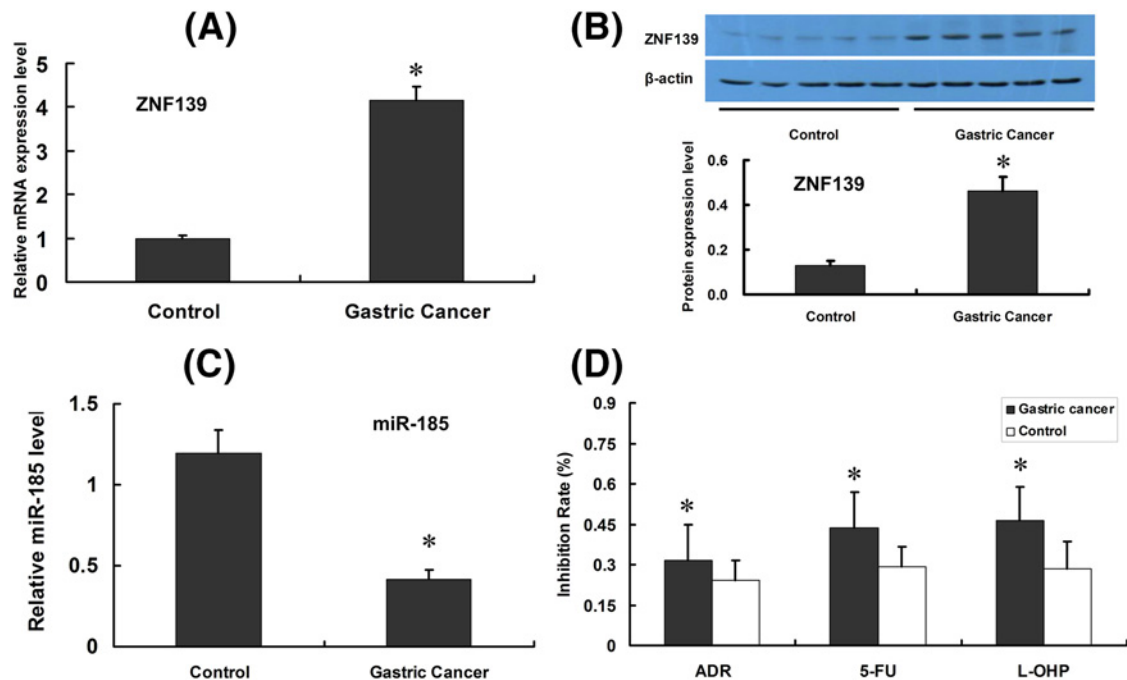 (A)
Relative mRNA expression level
5
4
3
2
1
0
ZNF139
*
Control
Gastric Cancer
(B)
ZNF139
β-actin
Control
Gastric Cancer
Protein expression level
0.6
0.4
0.2
0.0
ZNF139
*
Control
Gastric Cancer
(C)
Relative miR-185 level
1.5
1
0.5
0
miR-185
*
Control
Gastric Cancer
(D)
Inhibition Rate (%)
0.9
0.75
0.6
0.45
0.3
0.15
0
Gastric cancer
Control
*
*
*
ADR
5-FU
L-OHP